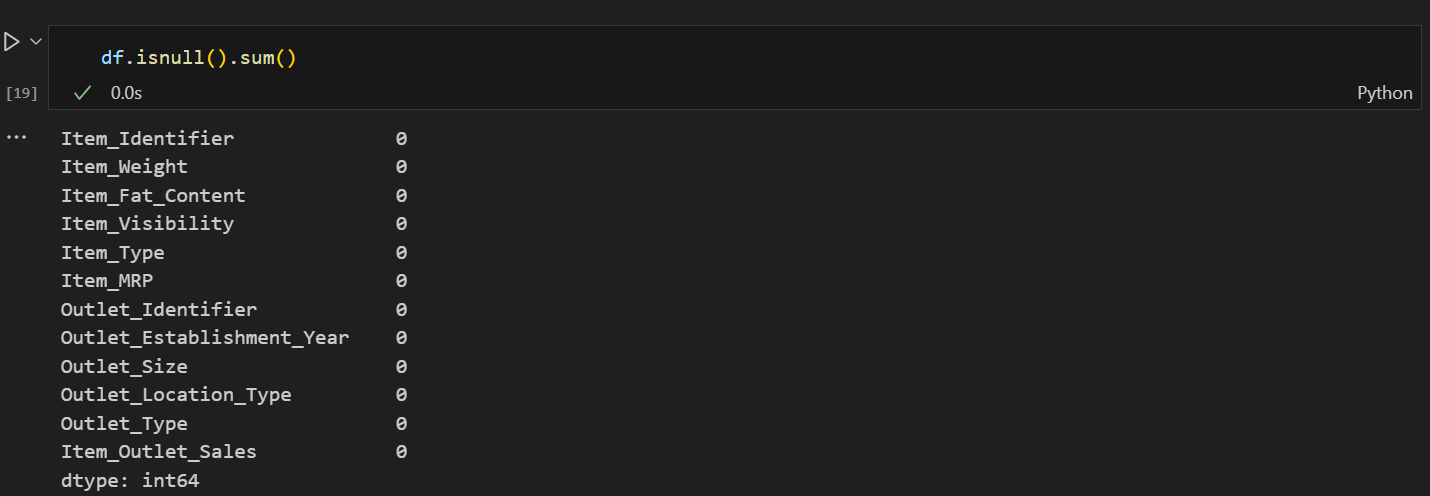 df.isnull().sum()
[19] 0.0s Python
Item_Identifier 0
Item_Weight 0
Item_Fat_Content 0
Item_Visibility 0
Item_Type 0
Item_MRP 0
Outlet_Identifier 0
Outlet_Establishment_Year 0
Outlet_Size 0
Outlet_Location_Type 0
Outlet_Type 0
Item_Outlet_Sales 0
dtype: int64